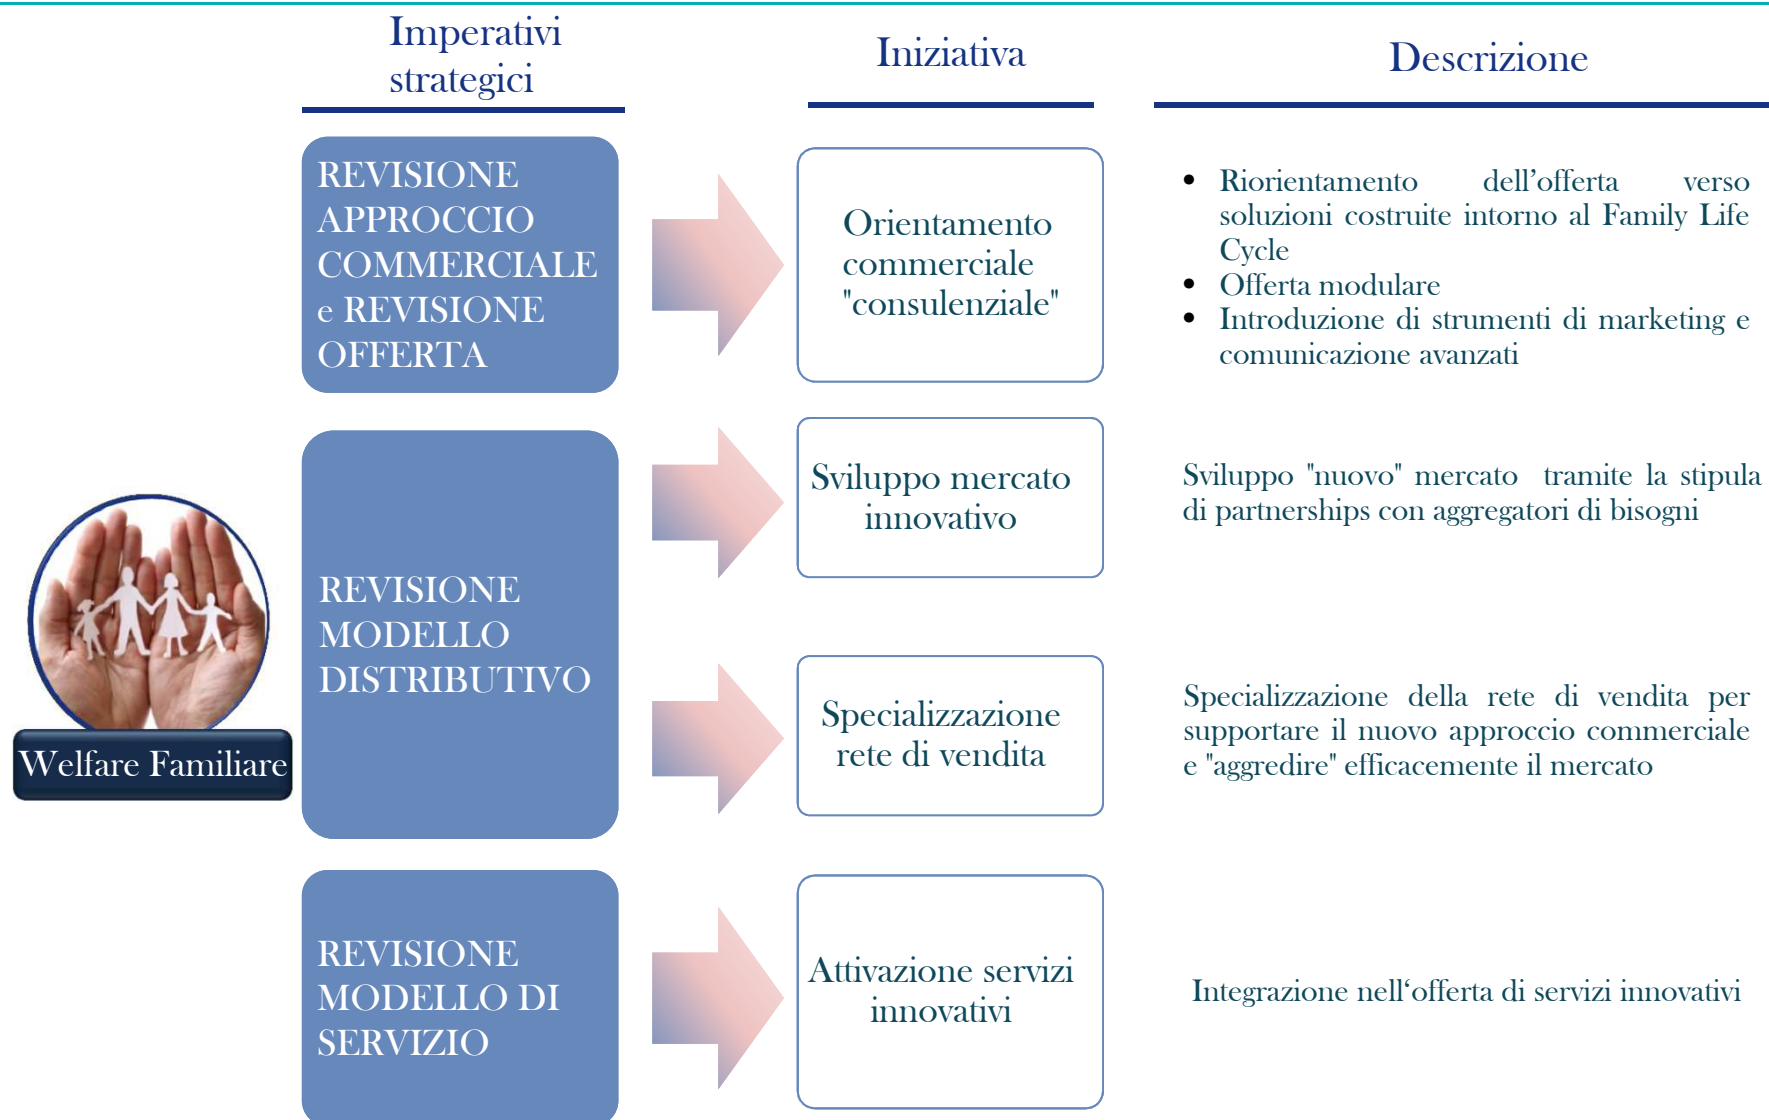 Imperativi
strategici
Iniziativa
Descrizione
REVISIONE
APPROCCIO
COMMERCIALE
e REVISIONE
OFFERTA
Orientamento
commerciale
"consulenziale"
• Riorientamento dell’offerta verso
soluzioni costruite intorno al Family Life
Cycle
• Offerta modulare
• Introduzione di strumenti di marketing e
comunicazione avanzati
Welfare Familiare
REVISIONE
MODELLO
DISTRIBUTIVO
Sviluppo mercato
innovativo
Sviluppo "nuovo" mercato tramite la stipula
di partnerships con aggregatori di bisogni
Specializzazione
rete di vendita
Specializzazione della rete di vendita per
supportare il nuovo approccio commerciale
e "aggredire" efficacemente il mercato
REVISIONE
MODELLO DI
SERVIZIO
Attivazione servizi
innovativi
Integrazione nell‘offerta di servizi innovativi